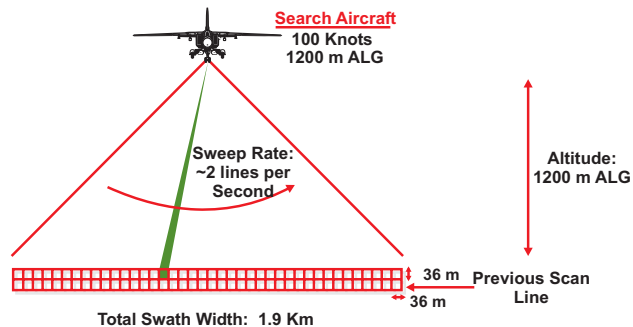 Search Aircraft
100 Knots
1200 m ALG
Sweep Rate:
~2 lines per
Second
Altitude:
1200 m ALG
36 m
Previous Scan
Line
36 m
Total Swath Width: 1.9 Km